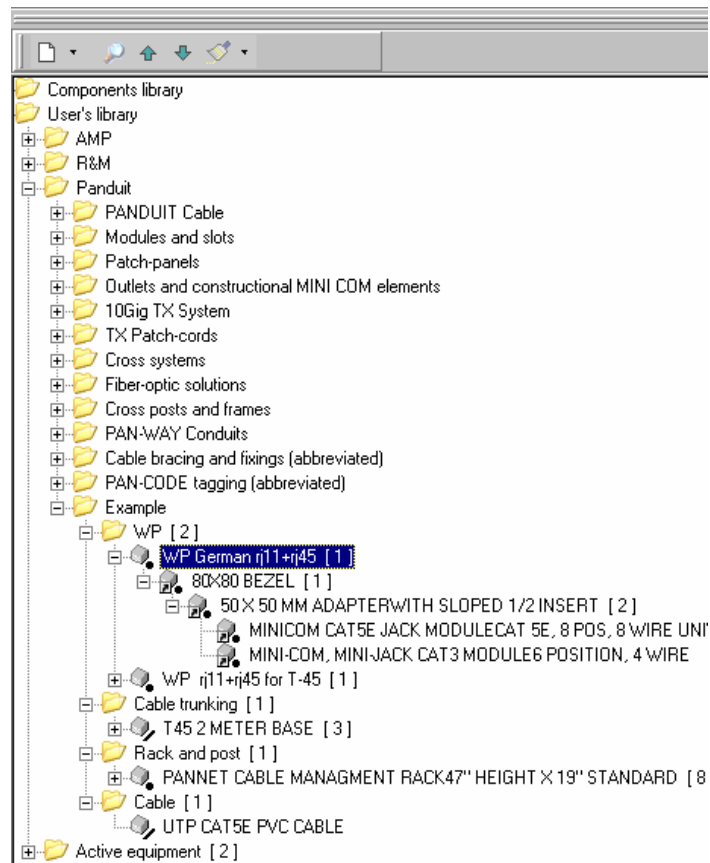 Components library
User's library
AMP
R&M
Panduit
PANDUIT Cable
Modules and slots
Patch-panels
Outlets and constructional MINI COM elements
10Gig TX System
TX Patch-cords
Cross systems
Fiber-optic solutions
Cross posts and frames
PAN-WAY Conduits
Cable bracing and fixings (abbreviated)
PAN-CODE tagging (abbreviated)
Example
WP [ 2 ]
WP German rj11+rj45 [ 1 ]
80X80 BEZEL [ 1 ]
50 X 50 MM ADAPTERWITH SLOPED 1/2 INSERT [ 2 ]
MINICOM CAT5E JACK MODULECAT 5E, 8 POS, 8 WIRE UNI
MINI-COM, MINI-JACK CAT3 MODULE6 POSITION, 4 WIRE
WP rj11+rj45 for T-45 [ 1 ]
Cable trunking [ 1 ]
T45 2 METER BASE [ 3 ]
Rack and post [ 1 ]
PANNET CABLE MANAGMENT RACK47" HEIGHT X 19" STANDARD [ 8
Cable [ 1 ]
UTP CAT5E PVC CABLE
Active equipment [ 2 ]